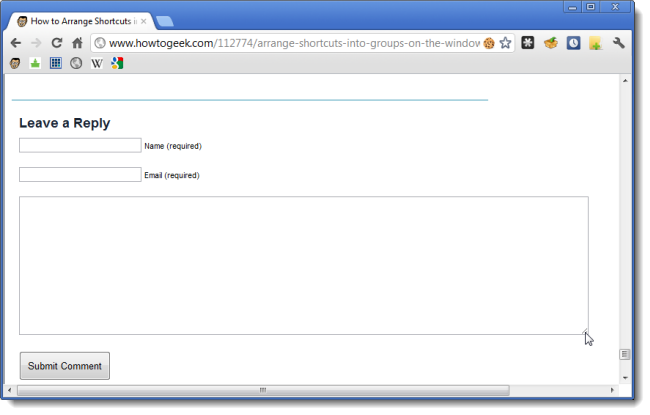 How to Arrange Shortcuts i
www.howtogeek.com/112774/arrange-shortcuts-into-groups-on-the-window
W
Leave a Reply
Name (required)
Email (required)
Submit Comment